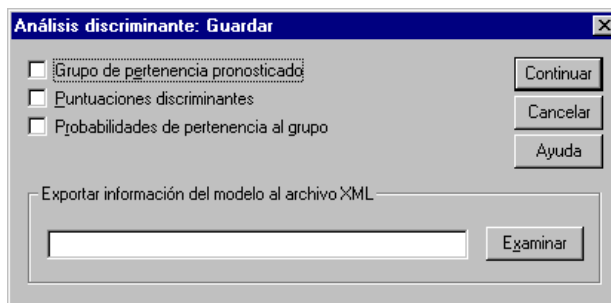 Análisis discriminante: Guardar
Grupo de pertenencia pronosticado
Puntuaciones discriminantes
Probabilidades de pertenencia al grupo
Continuar
Cancelar
Ayuda
Exportar información del modelo al archivo XML
Examinar